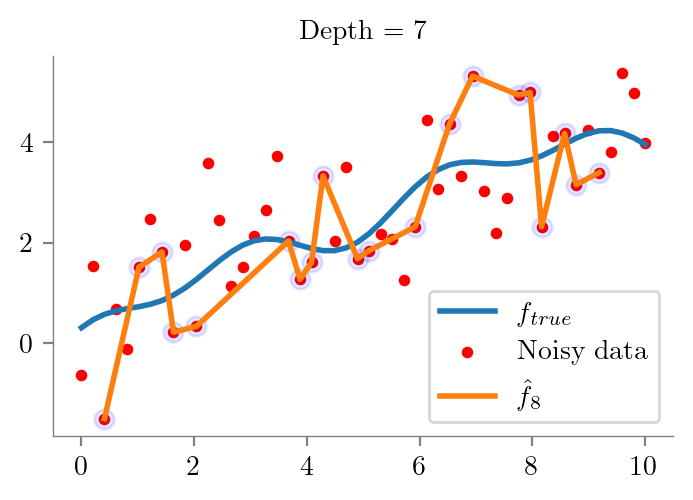 Depth = 7
4
2
0
0 2 4 6 8 10
f_true
Noisy data
f̂_8